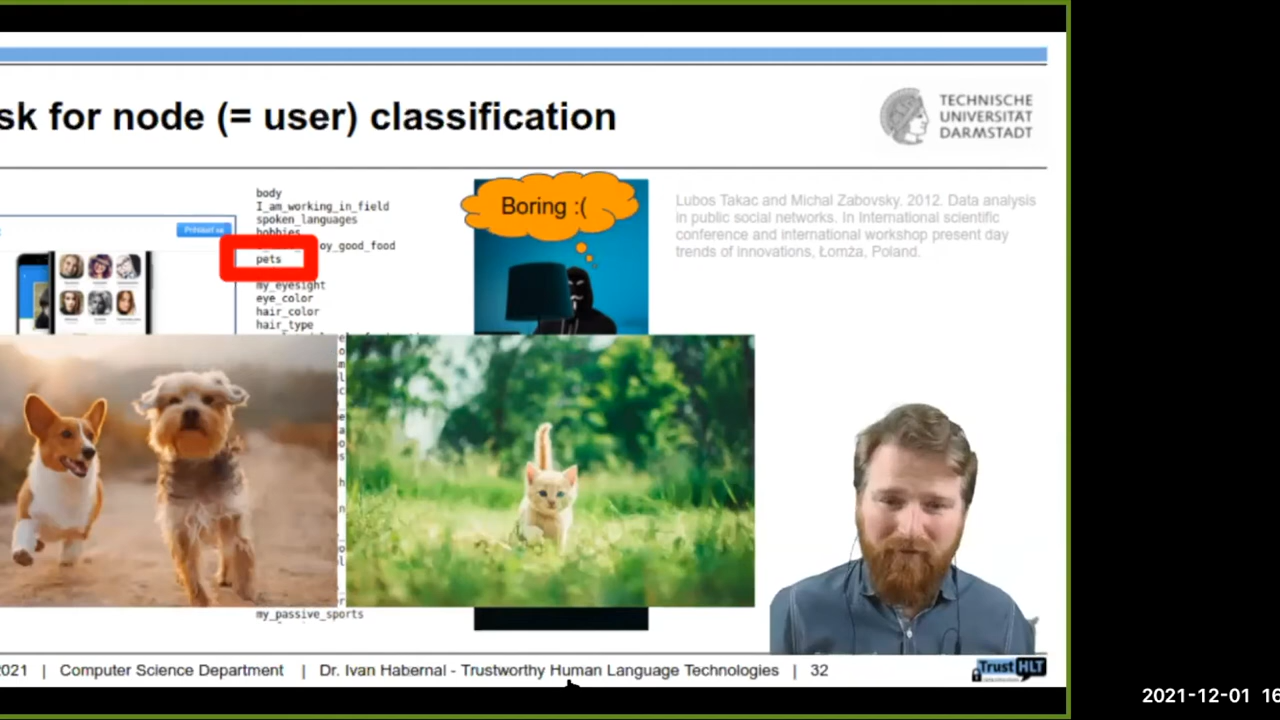 sk for node (= user) classification
TECHNISCHE
UNIVERSITÄT
DARMSTADT
body
I_am_working_in_field
spoken_languages
hobbies
oy_good_food
pets
my_eyesight
eye_color
hair_color
hair_type
my_passive_sports
Boring :(
Lubos Takac and Michal Zabovsky. 2012. Data analysis
in public social networks. In International scientific
conference and international workshop present day
trends of innovations, Łomża, Poland.
021 | Computer Science Department | Dr. Ivan Habernal - Trustworthy Human Language Technologies | 32
Trust HLT
2021-12-01 16